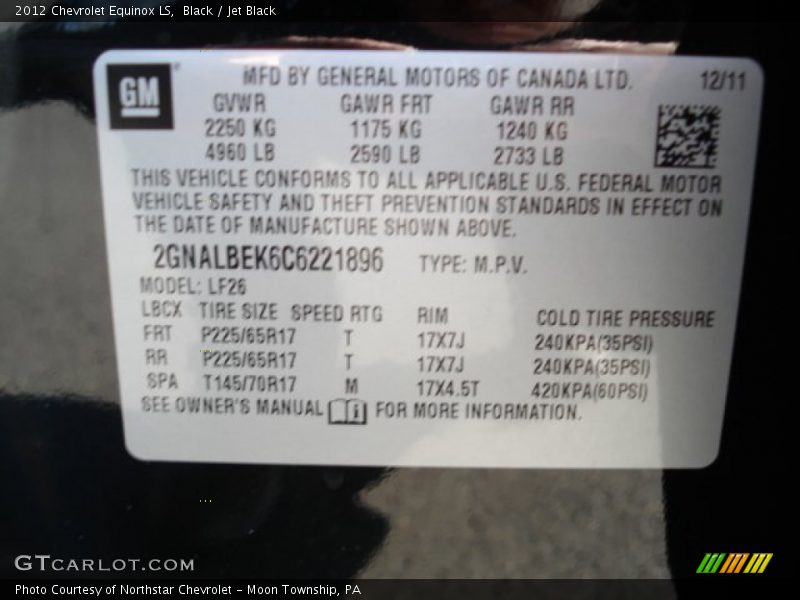 2012 Chevrolet Equinox LS,  Black / Jet Black
GM
MFD BY GENERAL MOTORS OF CANADA LTD. 12/11
GVWR GAWR FRT GAWR RR
2250 KG 1175 KG 1240 KG
4960 LB 2590 LB 2733 LB
THIS VEHICLE CONFORMS TO ALL APPLICABLE U.S. FEDERAL MOTOR
VEHICLE SAFETY AND THEFT PREVENTION STANDARDS IN EFFECT ON
THE DATE OF MANUFACTURE SHOWN ABOVE.
2GNALBEK6C6221896 TYPE: M.P.V.
MODEL: LF26
LBCX TIRE SIZE SPEED RTG RIM COLD TIRE PRESSURE
FRT P225/65R17 T 17X7J 240KPA(35PSI)
RR P225/65R17 T 17X7J 240KPA(35PSI)
SPA T145/70R17 M 17X4.5T 420KPA(60PSI)
SEE OWNER'S MANUAL FOR MORE INFORMATION.
GTCARLOT.COM
Photo Courtesy of Northstar Chevrolet - Moon Township, PA